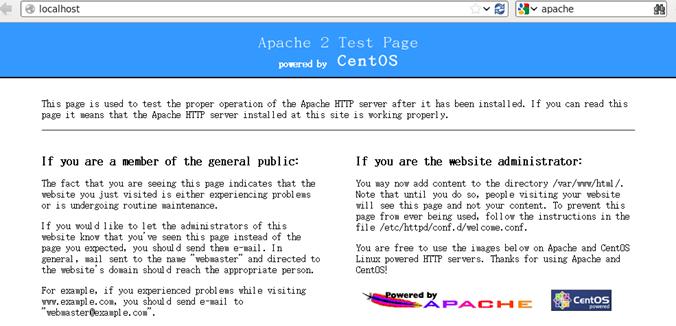 localhost
apache
Apache 2 Test Page
powered by CentOS
This page is used to test the proper operation of the Apache HTTP server after it has been installed. If you can read this
page it means that the Apache HTTP server installed at this site is working properly.
If you are a member of the general public:
The fact that you are seeing this page indicates that the
website you just visited is either experiencing problems
or is undergoing routine maintenance.
If you would like to let the administrators of this
website know that you've seen this page instead of the
page you expected, you should send them e-mail. In
general, mail sent to the name "webmaster" and directed to
the website's domain should reach the appropriate person.
For example, if you experienced problems while visiting
www.example.com, you should send e-mail to
"webmaster@example.com".
If you are the website administrator:
You may now add content to the directory /var/www/html/.
Note that until you do so, people visiting your website
will see this page and not your content. To prevent this
page from ever being used, follow the instructions in the
file /etc/httpd/conf.d/welcome.conf.
You are free to use the images below on Apache and CentOS
Linux powered HTTP servers. Thanks for using Apache and
CentOS!
Powered by
APACHE
CentOS
powered